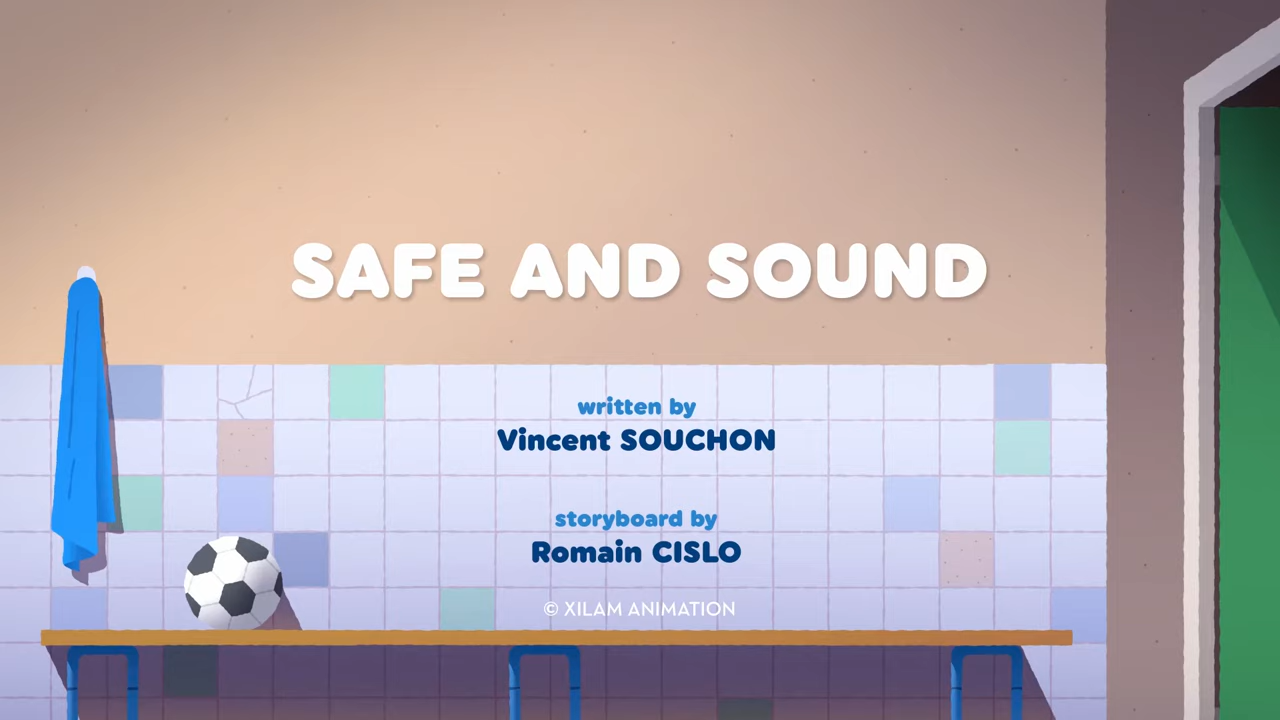 SAFE AND SOUND
written by
Vincent SOUCHON
storyboard by
Romain CISLO
© XILAM ANIMATION